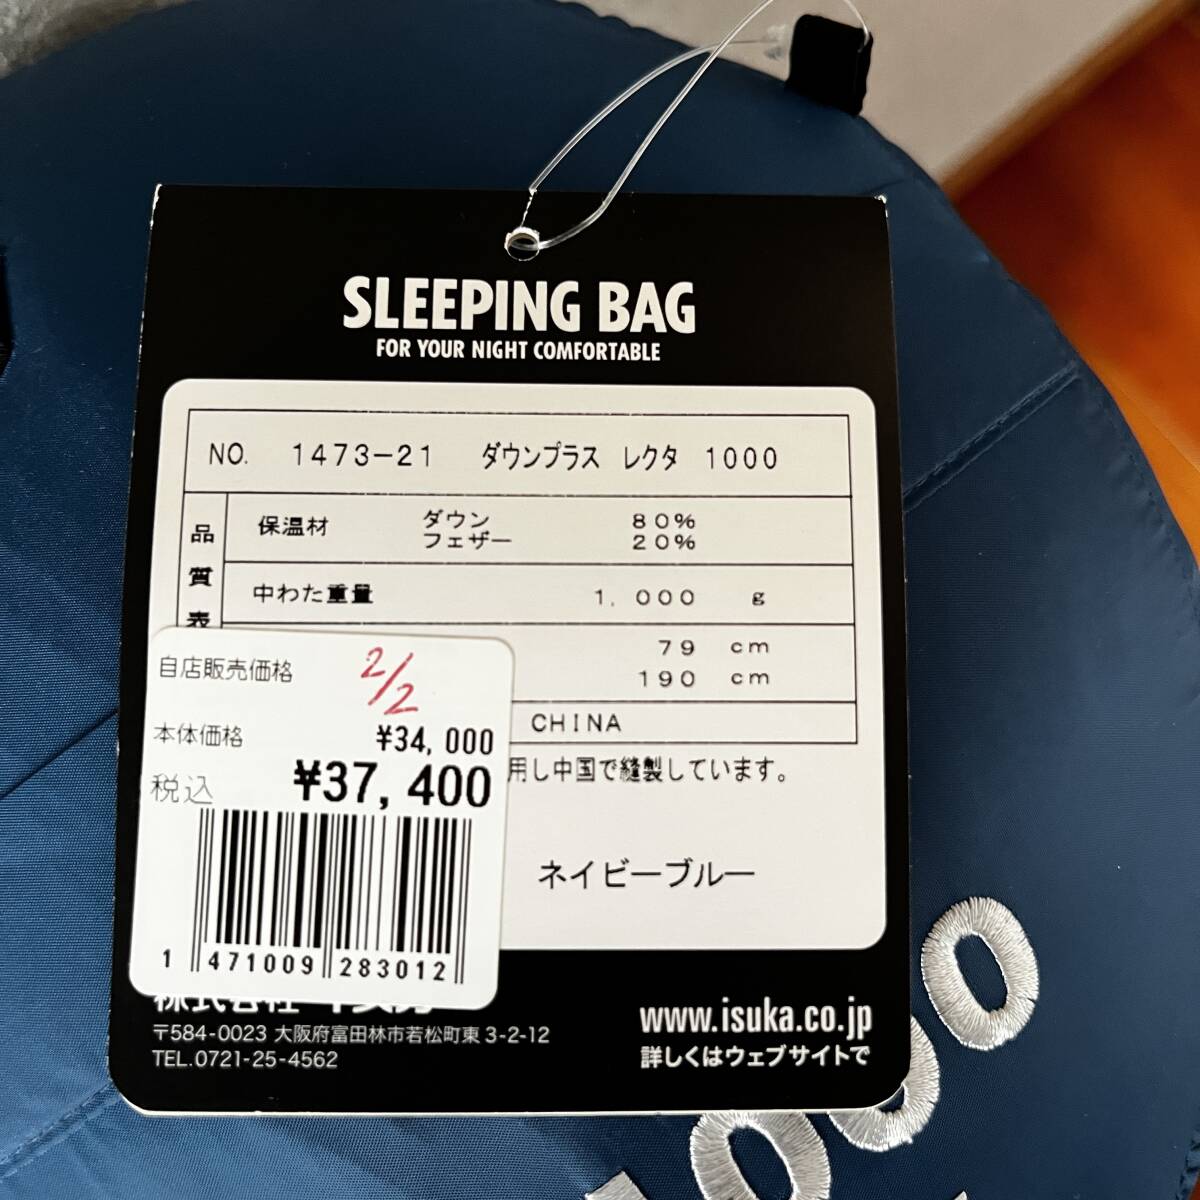 SLEEPING BAG
FOR YOUR NIGHT COMFORTABLE
NO. 1473-21 ダウンプラス レクタ 1000
品質表
保温材 ダウン 80%
フェザー 20%
中わた重量 1,000 g
79 cm
190 cm
CHINA
用し中国で縫製しています。
ネイビーブルー
自店販売価格 2/2
本体価格 ¥34,000
税込 ¥37,400
1 471009 283012
〒584-0023 大阪府富田林市若松町東3-2-12
TEL.0721-25-4562
www.isuka.co.jp
詳しくはウェブサイトで
1000